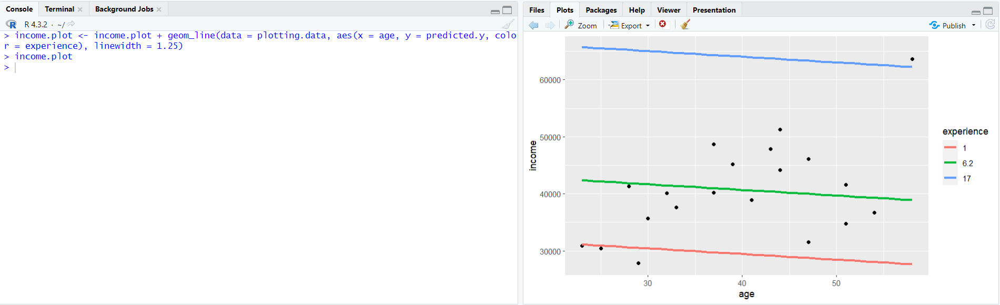 Console Terminal Background Jobs
R R 4.3.2 · ~/
> income.plot <- income.plot + geom_line(data = plotting.data, aes(x = age, y = predicted.y, colo
r = experience), linewidth = 1.25)
> income.plot
>
Files Plots Packages Help Viewer Presentation
Zoom Export Publish
60000
50000
40000
30000
income
30 40 50
age
experience
1
6.2
17